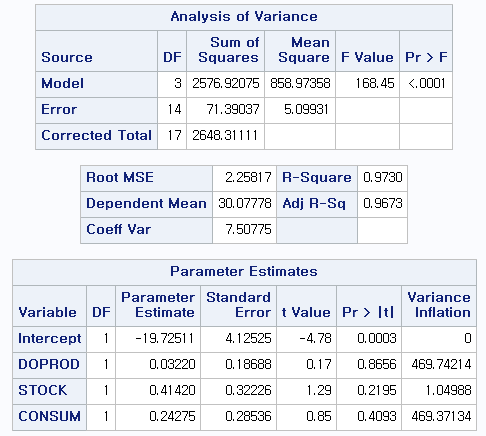 Analysis of Variance
Source DF Sum of Squares Mean Square F Value Pr > F
Model 3 2576.92075 858.97358 168.45 <.0001
Error 14 71.39037 5.09931
Corrected Total 17 2648.31111
Root MSE 2.25817 R-Square 0.9730
Dependent Mean 30.07778 Adj R-Sq 0.9673
Coeff Var 7.50775
Parameter Estimates
Variable DF Parameter Estimate Standard Error t Value Pr > |t| Variance Inflation
Intercept 1 -19.72511 4.12525 -4.78 0.0003 0
DOPROD 1 0.03220 0.18688 0.17 0.8656 469.74214
STOCK 1 0.41420 0.32226 1.29 0.2195 1.04988
CONSUM 1 0.24275 0.28536 0.85 0.4093 469.37134